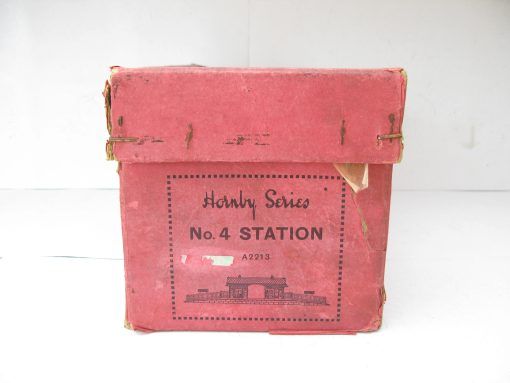 Hornby Series
No. 4 STATION
A2213